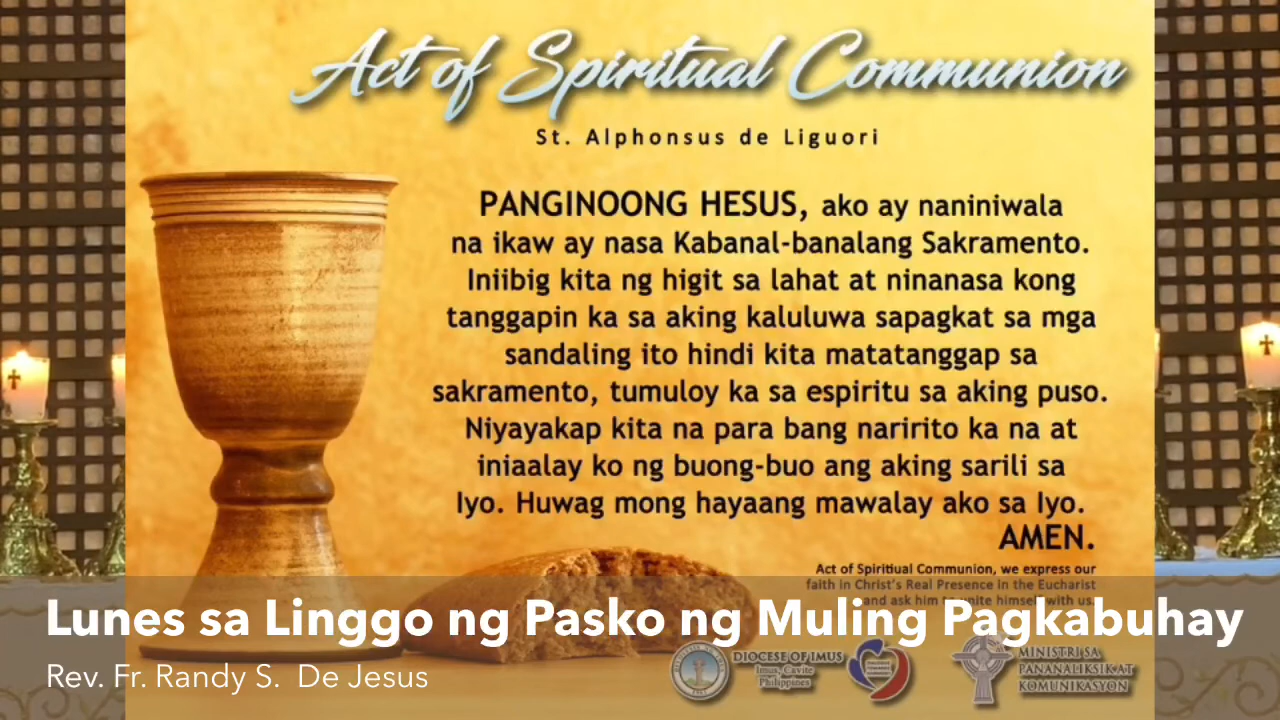 Act of Spiritual Communion
St. Alphonsus de Liguori
PANGINOONG HESUS, ako ay naniniwala
na ikaw ay nasa Kabanal-banalang Sakramento.
Iniibig kita ng higit sa lahat at ninanasa kong
tanggapin ka sa aking kaluluwa sapagkat sa mga
sandaling ito hindi kita matatanggap sa
sakramento, tumuloy ka sa espiritu sa aking puso.
Niyayakap kita na para bang naririto ka na at
iniaalay ko ng buong-buo ang aking sarili sa
Iyo. Huwag mong hayaang mawalay ako sa Iyo.
AMEN.
Act of Spiritual Communion, we express our
faith in Christ's Real Presence in the Eucharist
and ask him to unite himself with us.
Lunes sa Linggo ng Pasko ng Muling Pagkabuhay
Rev. Fr. Randy S. De Jesus
DIOCESE OF IMUS
Imus, Cavite
Philippines
MINISTRI SA
PANANALIKSIK AT
KOMUNIKASYON